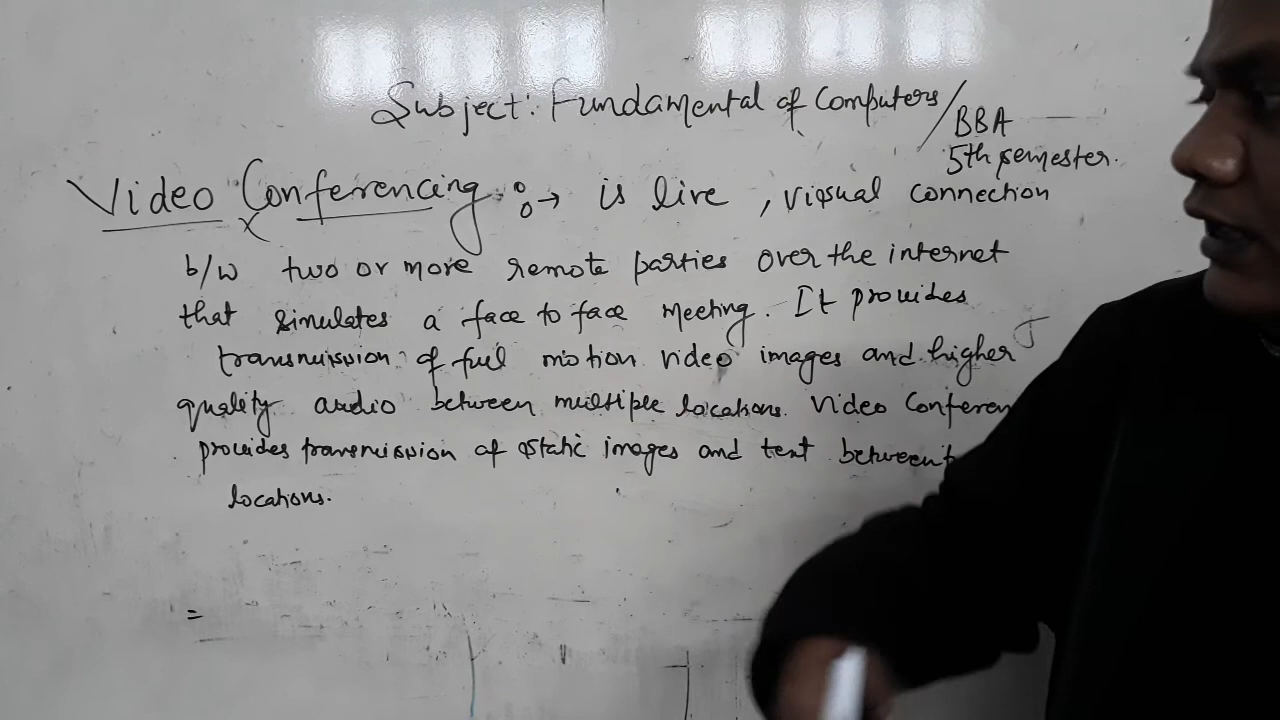 Subject: Fundamental of Computers/
BBA
5th semester.
Video Conferencing :→ is live, visual connection
b/w two or more remote parties over the internet
that simulates a face to face meeting. It provides
transmission of full motion video images and higher
quality audio between multiple locations. Video Conferen
provides transmission of static images and text between
locations.
=